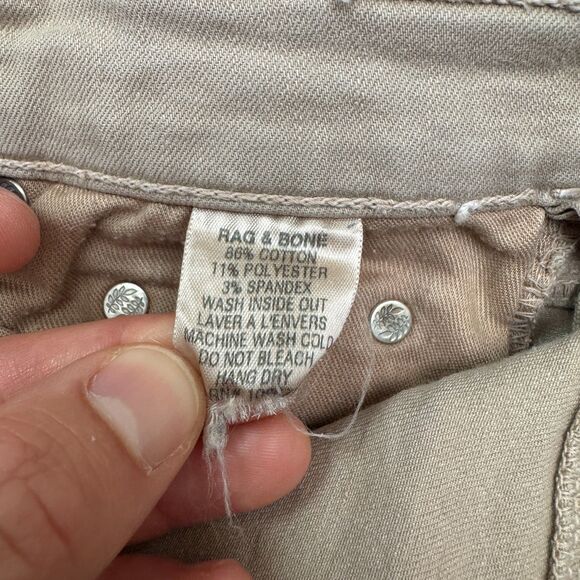 RAG & BONE
86% COTTON
11% POLYESTER
3% SPANDEX
WASH INSIDE OUT
LAVER A L'ENVERS
MACHINE WASH COLD
DO NOT BLEACH
HANG DRY